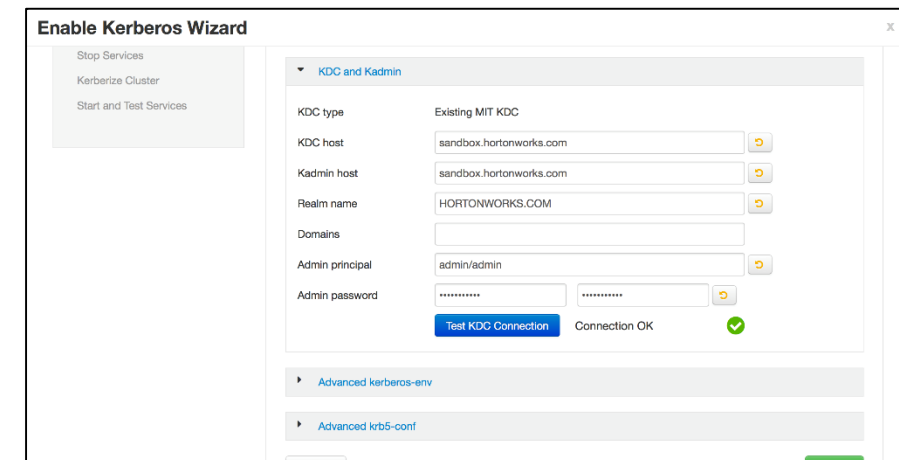 Enable Kerberos Wizard
x
Stop Services
Kerberize Cluster
Start and Test Services
KDC and Kadmin
KDC type Existing MIT KDC
KDC host sandbox.hortonworks.com
Kadmin host sandbox.hortonworks.com
Realm name HORTONWORKS.COM
Domains
Admin principal admin/admin
Admin password ••••••••••• •••••••••••
Test KDC Connection Connection OK
Advanced kerberos-env
Advanced krb5-conf